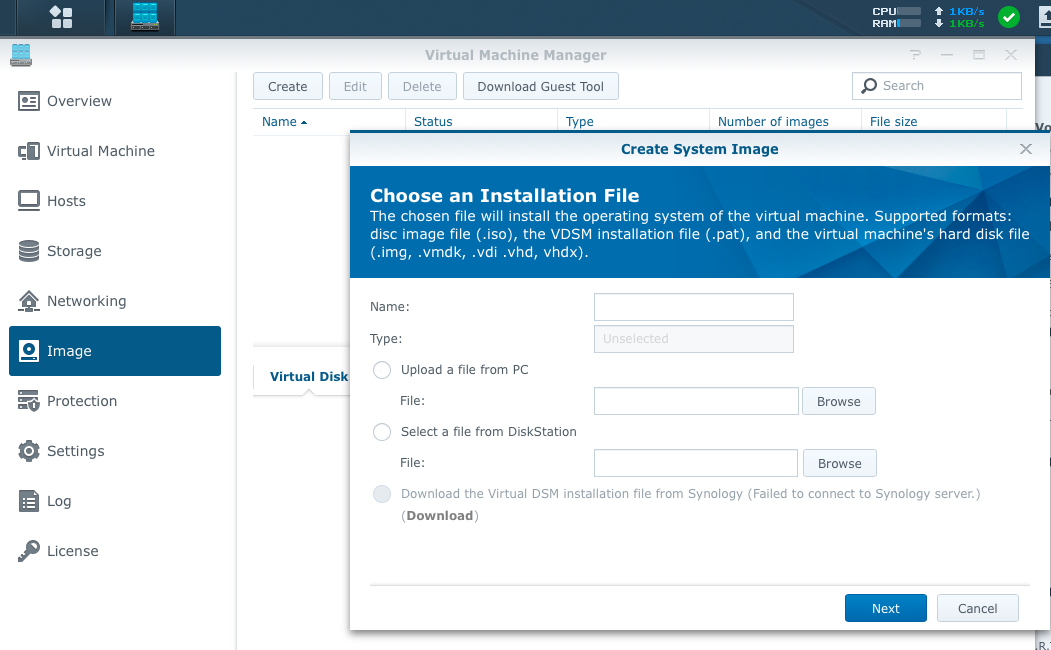 CPU
1KB/s
RAM
1KB/s
Virtual Machine Manager
?
Overview
Virtual Machine
Hosts
Storage
Networking
Image
Protection
Settings
Log
License
Create Edit Delete Download Guest Tool Search
Name Status Type Number of images File size
Virtual Disk
Create System Image
Choose an Installation File
The chosen file will install the operating system of the virtual machine. Supported formats:
disc image file (.iso), the VDSM installation file (.pat), and the virtual machine's hard disk file
(.img, .vmdk, .vdi .vhd, vhdx).
Name:
Type: Unselected
Upload a file from PC
File: Browse
Select a file from DiskStation
File: Browse
Download the Virtual DSM installation file from Synology (Failed to connect to Synology server.)
(Download)
Next Cancel